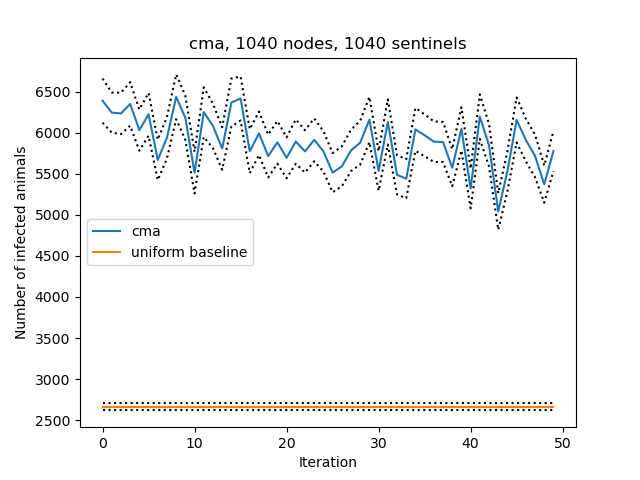 cma, 1040 nodes, 1040 sentinels
Number of infected animals
6500
6000
5500
5000
4500
4000
3500
3000
2500
cma
uniform baseline
0 10 20 30 40 50
Iteration